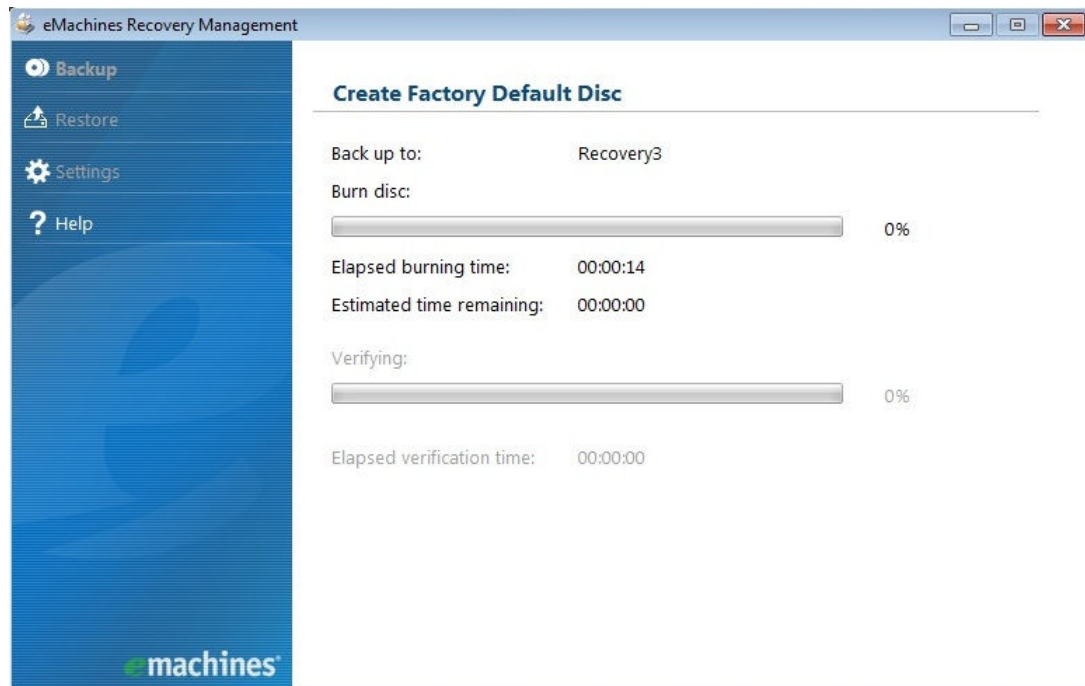 eMachines Recovery Management
Backup
Restore
Settings
? Help
Create Factory Default Disc
Back up to: Recovery3
Burn disc:
0%
Elapsed burning time: 00:00:14
Estimated time remaining: 00:00:00
Verifying:
0%
Elapsed verification time: 00:00:00
emachines